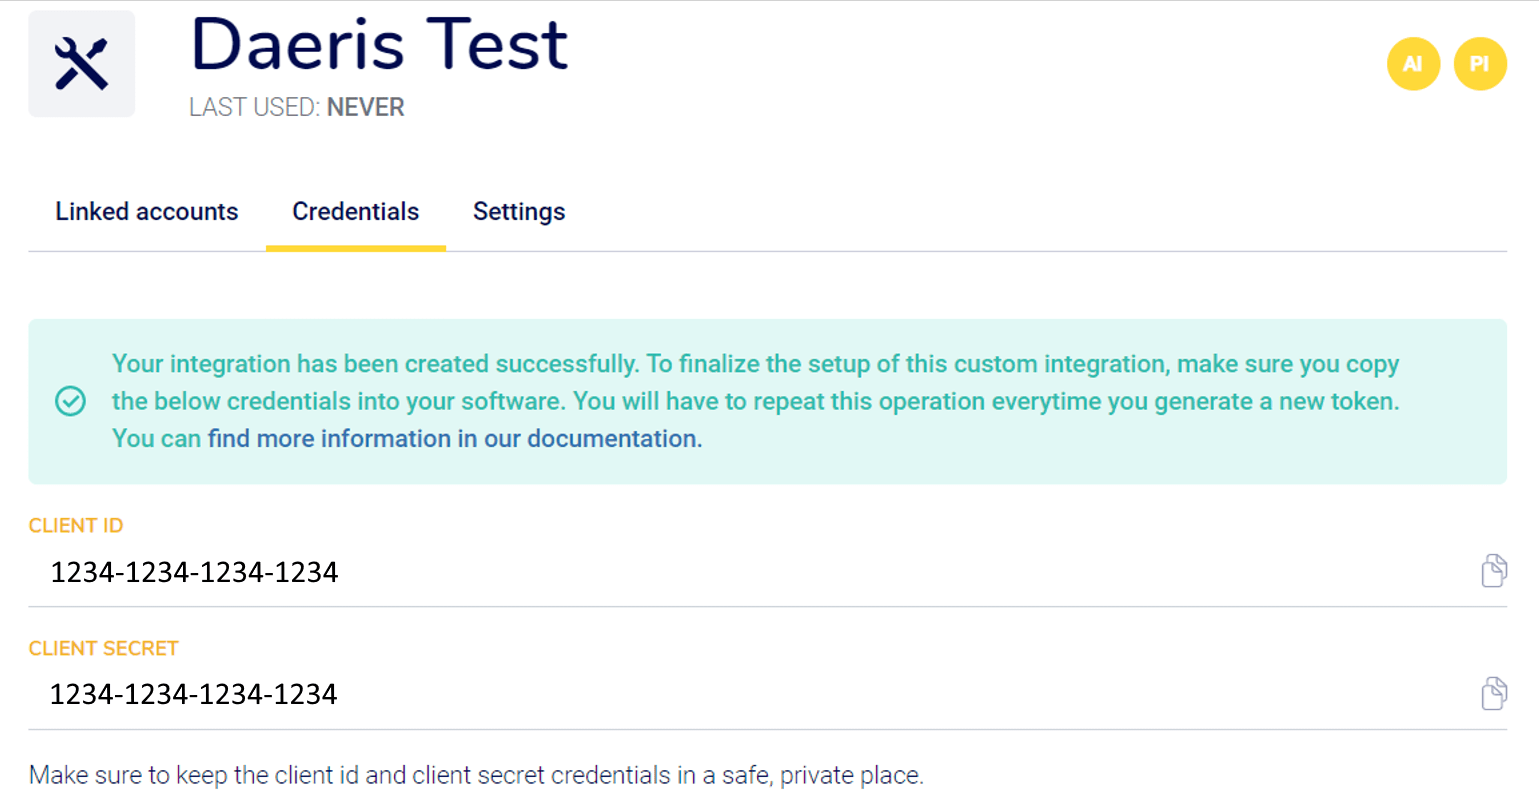 Daeris Test
LAST USED: NEVER
AI PI
Linked accounts Credentials Settings
Your integration has been created successfully. To finalize the setup of this custom integration, make sure you copy
the below credentials into your software. You will have to repeat this operation everytime you generate a new token.
You can find more information in our documentation.
CLIENT ID
1234-1234-1234-1234
CLIENT SECRET
1234-1234-1234-1234
Make sure to keep the client id and client secret credentials in a safe, private place.